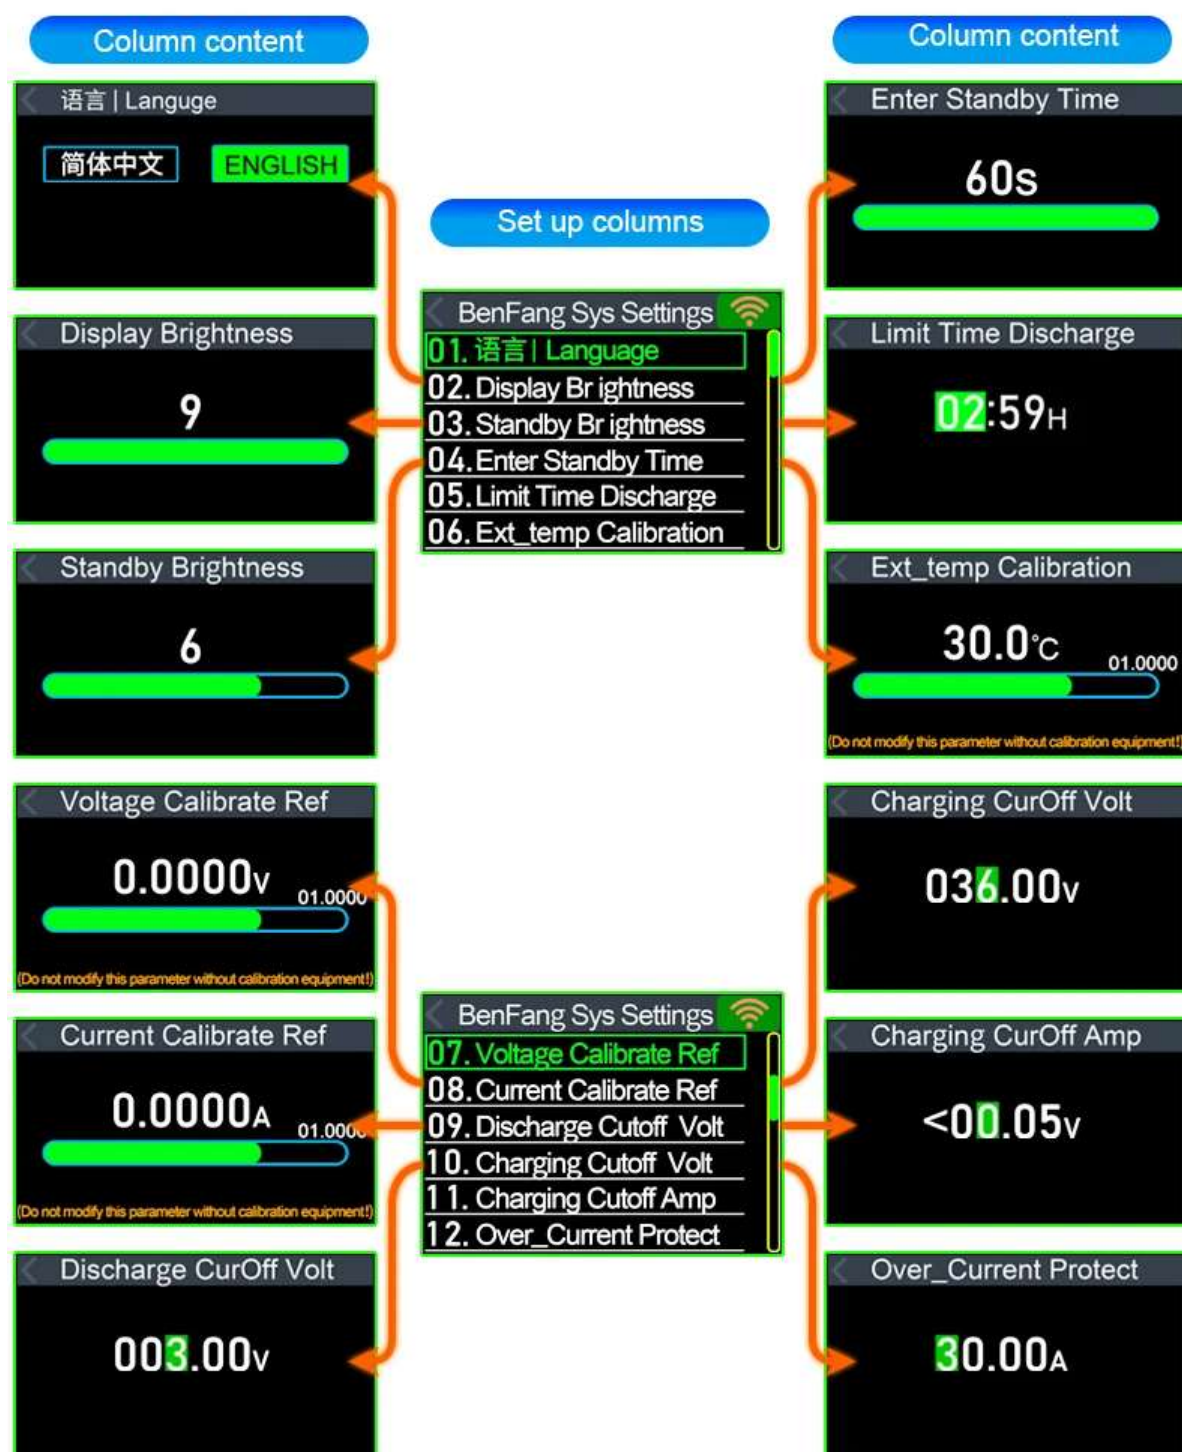 Column content
语言 | Languge
简体中文 ENGLISH
Display Brightness
9
Standby Brightness
6
Set up columns
BenFang Sys Settings
01. 语言 | Language
02. Display Br ightness
03. Standby Br ightness
04. Enter Standby Time
05. Limit Time Discharge
06. Ext_temp Calibration
Column content
Enter Standby Time
60s
Limit Time Discharge
02:59H
Ext_temp Calibration
30.0°C
01.0000
(Do not modify this parameter without calibration equipment!)
Voltage Calibrate Ref
0.0000V
01.0000
(Do not modify this parameter without calibration equipment!)
Current Calibrate Ref
0.0000A
01.0000
(Do not modify this parameter without calibration equipment!)
Discharge CurOff Volt
003.00V
BenFang Sys Settings
07. Voltage Calibrate Ref
08. Current Calibrate Ref
09. Discharge Cutoff Volt
10. Charging Cutoff Volt
11. Charging Cutoff Amp
12. Over_Current Protect
Charging CurOff Volt
036.00V
Charging CurOff Amp
<00.05V
Over_Current Protect
30.00A